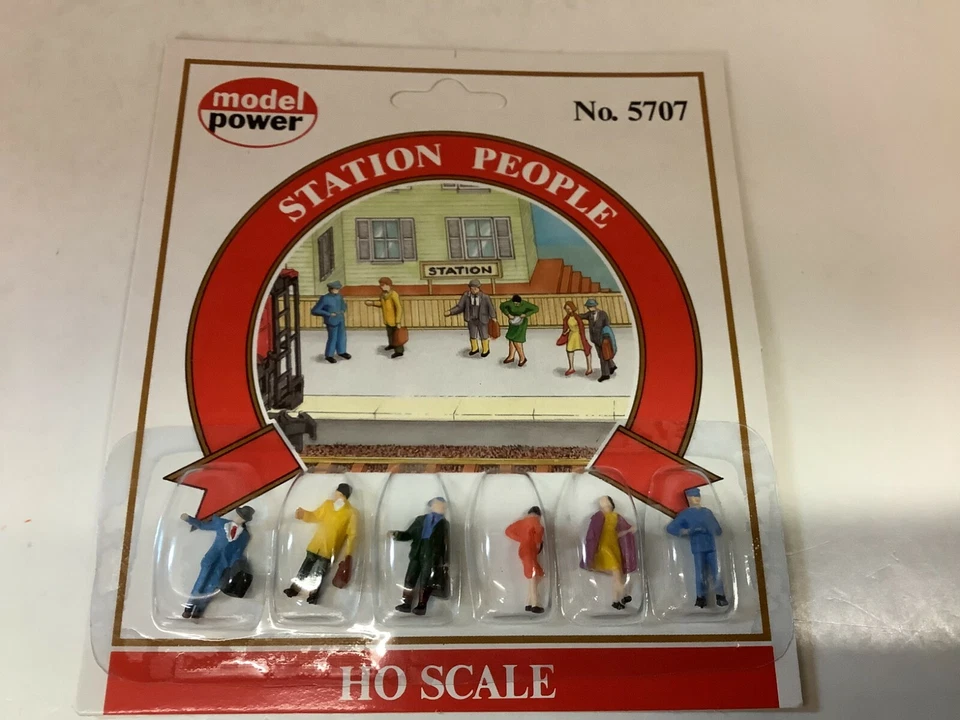 model
power
No. 5707
STATION PEOPLE
STATION
HO SCALE